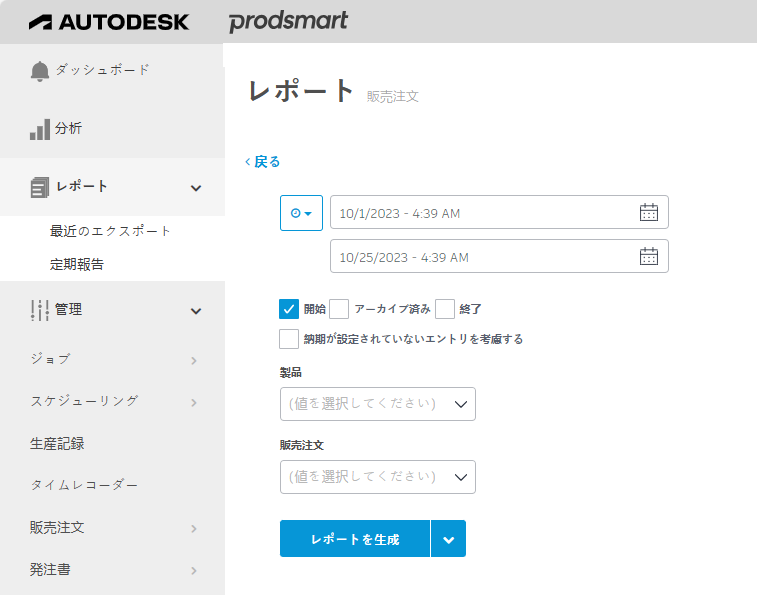 AUTODESK prodsmart
ダッシュボード
分析
レポート
最近のエクスポート
定期報告
管理
ジョブ
スケジューリング
生産記録
タイムレコーダー
販売注文
発注書
レポート 販売注文
‹ 戻る
10/1/2023 - 4:39 AM
10/25/2023 - 4:39 AM
開始 アーカイブ済み 終了
納期が設定されていないエントリを考慮する
製品
(値を選択してください)
販売注文
(値を選択してください)
レポートを生成